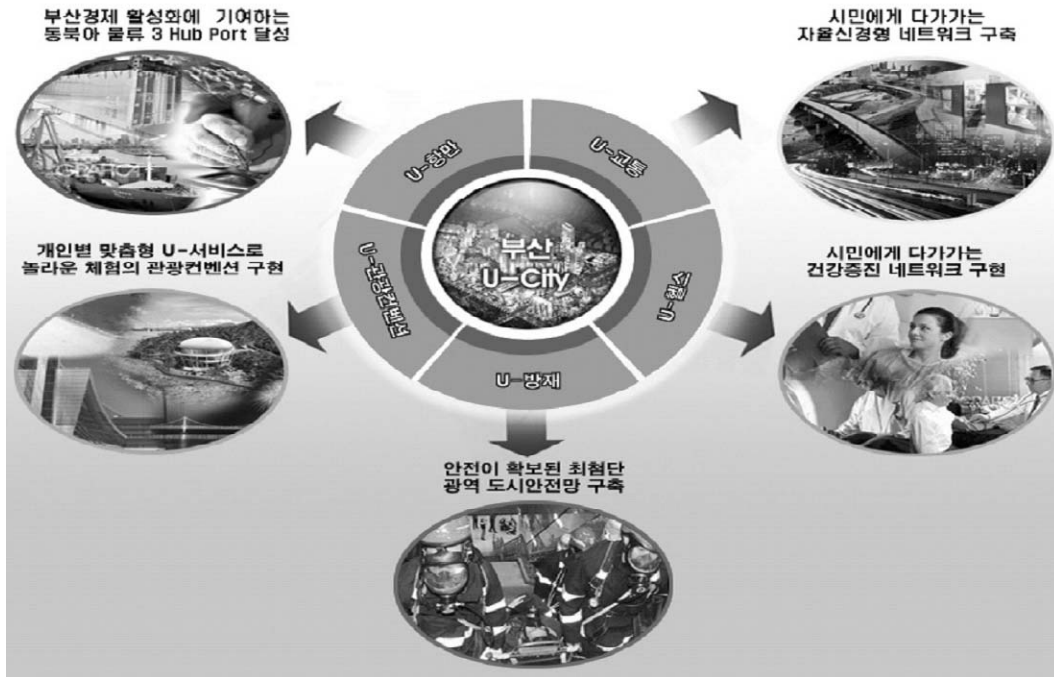 부산경제 활성화에 기여하는
동북아 물류 3 Hub Port 달성
시민에게 다가가는
자율신경형 네트워크 구축
U-항만
U-교통
개인별 맞춤형 U-서비스로
놀라운 체험의 관광컨벤션 구현
U-관광컨벤션
부산
U-City
U-헬스
시민에게 다가가는
건강증진 네트워크 구현
U-방재
안전이 확보된 최첨단
광역 도시안전망 구축